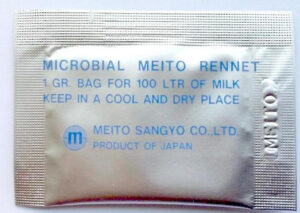 MICROBIAL MEITO RENNET
1 GR. BAG FOR 100 LTR OF MILK
KEEP IN A COOL AND DRY PLACE
m MEITO SANGYO CO.,LTD.
PRODUCT OF JAPAN
MEITO